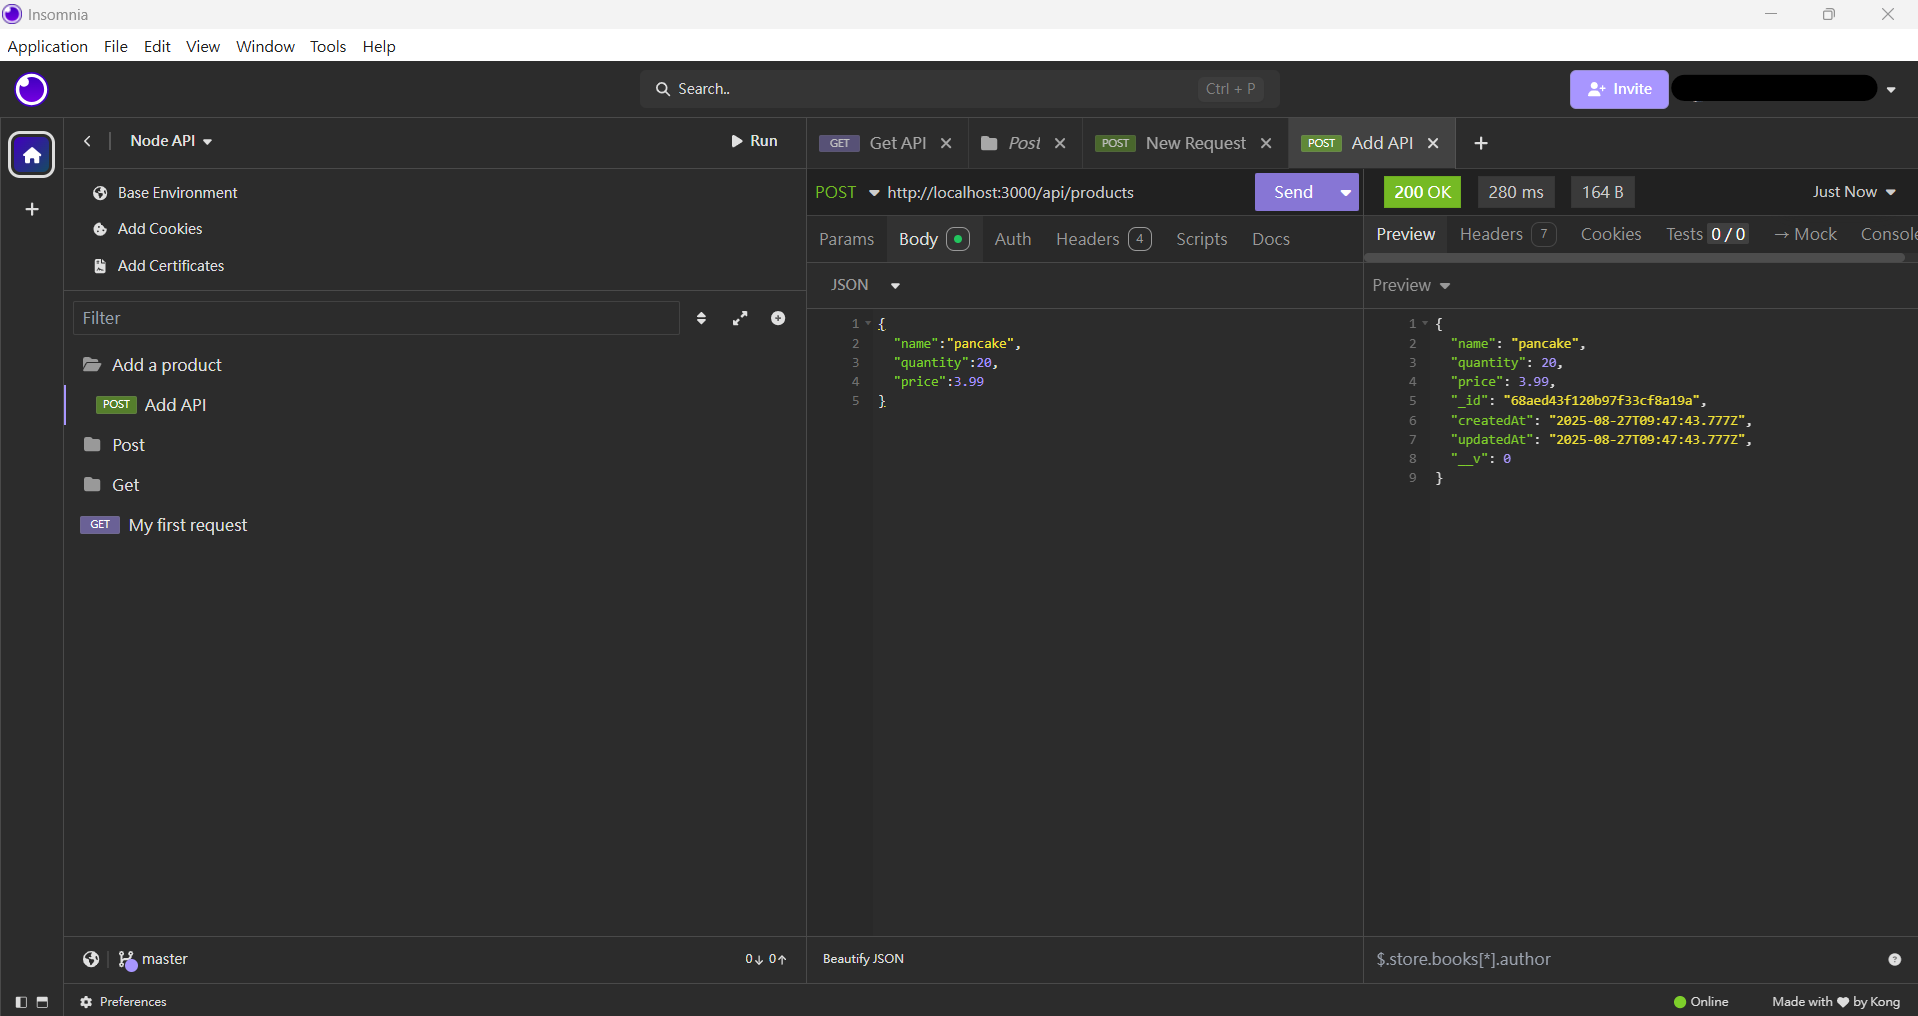 Insomnia
Application File Edit View Window Tools Help
Search.. Ctrl + P
Invite
Node API
Run
GET Get API
Post
POST New Request
POST Add API
Base Environment
Add Cookies
Add Certificates
Filter
Add a product
POST Add API
Post
Get
GET My first request
POST http://localhost:3000/api/products Send
Params Body Auth Headers 4 Scripts Docs
JSON
1 {
2 "name":"pancake",
3 "quantity":20,
4 "price":3.99
5 }
200 OK 280 ms 164 B Just Now
Preview Headers 7 Cookies Tests 0 / 0 → Mock Console
Preview
1 {
2 "name": "pancake",
3 "quantity": 20,
4 "price": 3.99,
5 "_id": "68aed43f120b97f33cf8a19a",
6 "createdAt": "2025-08-27T09:47:43.777Z",
7 "updatedAt": "2025-08-27T09:47:43.777Z",
8 "__v": 0
9 }
master 0↓ 0↑
Beautify JSON
$.store.books[*].author
Preferences
Online
Made with ♥ by Kong